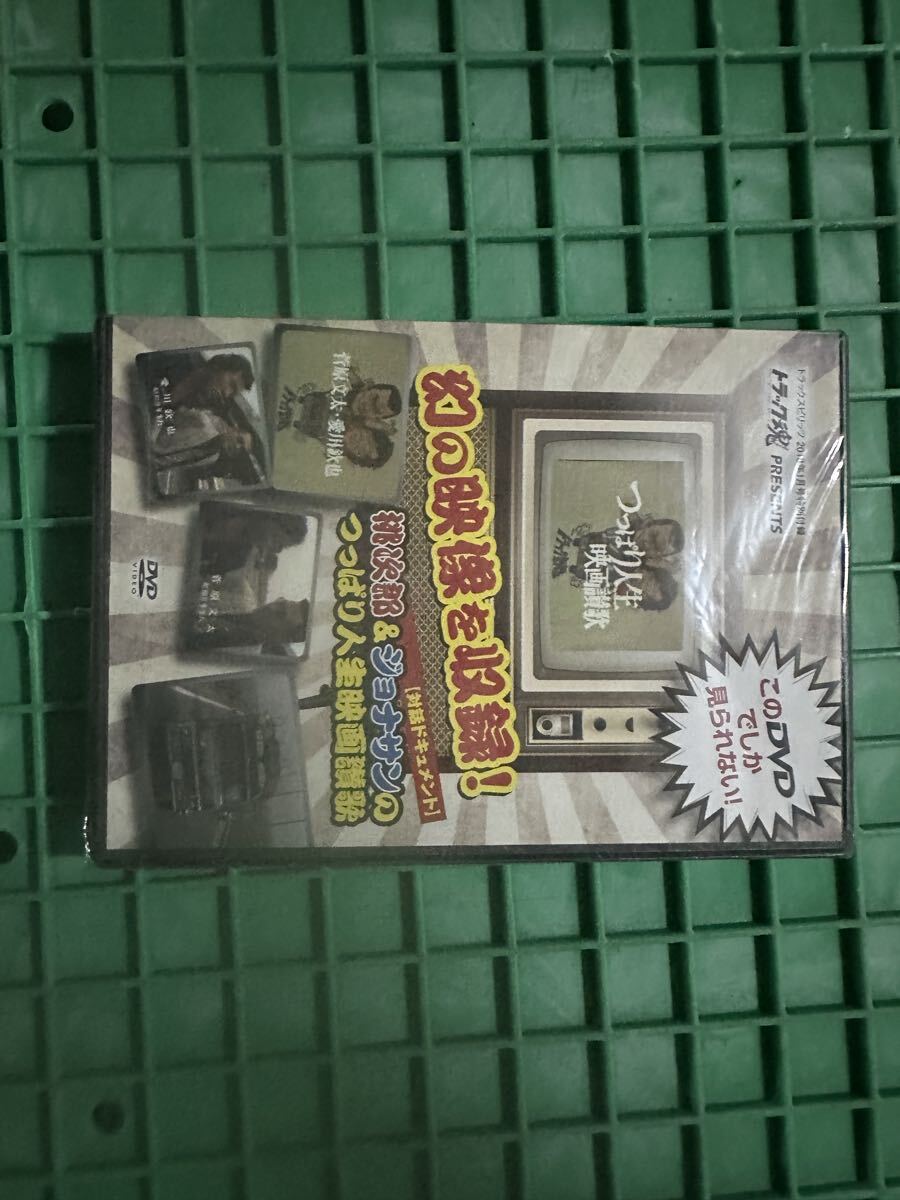 トラック魂 PRESENTS
このDVD
でしか
見られない!
つっぱり人生
映画讃歌
幻の映像を収録!
[対談ドキュメント]
桃次郎&ジョナサンの
つっぱり人生映画讃歌
菅原文太・愛川欽也
菅原文太
愛川欽也
DVD
VIDEO